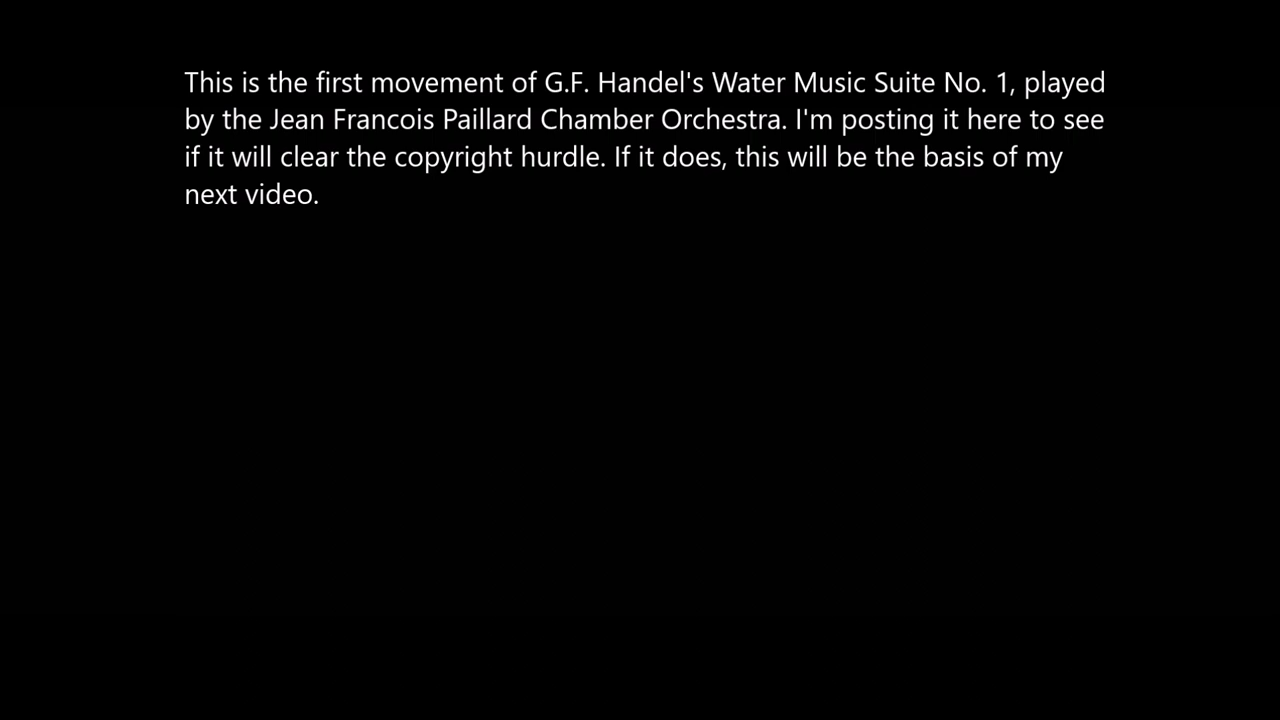 This is the first movement of G.F. Handel's Water Music Suite No. 1, played
by the Jean Francois Paillard Chamber Orchestra. I'm posting it here to see
if it will clear the copyright hurdle. If it does, this will be the basis of my
next video.